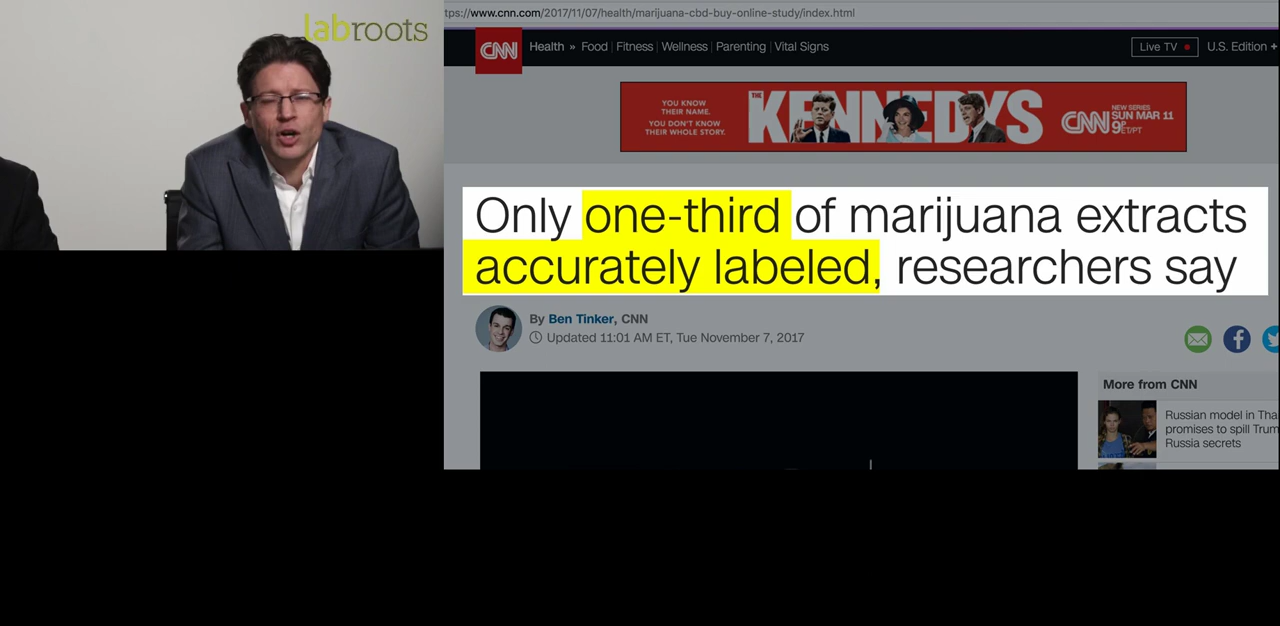 labroots
tps://www.cnn.com/2017/11/07/health/marijuana-cbd-buy-online-study/index.html
CNN Health » Food Fitness Wellness Parenting Vital Signs Live TV U.S. Edition +
YOU KNOW
THEIR NAME.
YOU DON'T KNOW
THEIR WHOLE STORY.
THE
KENNEDYS
CNN
NEW SERIES
SUN MAR 11
9P ET/PT
Only one-third of marijuana extracts
accurately labeled, researchers say
By Ben Tinker, CNN
Updated 11:01 AM ET, Tue November 7, 2017
More from CNN
Russian model in Tha
promises to spill Trum
Russia secrets